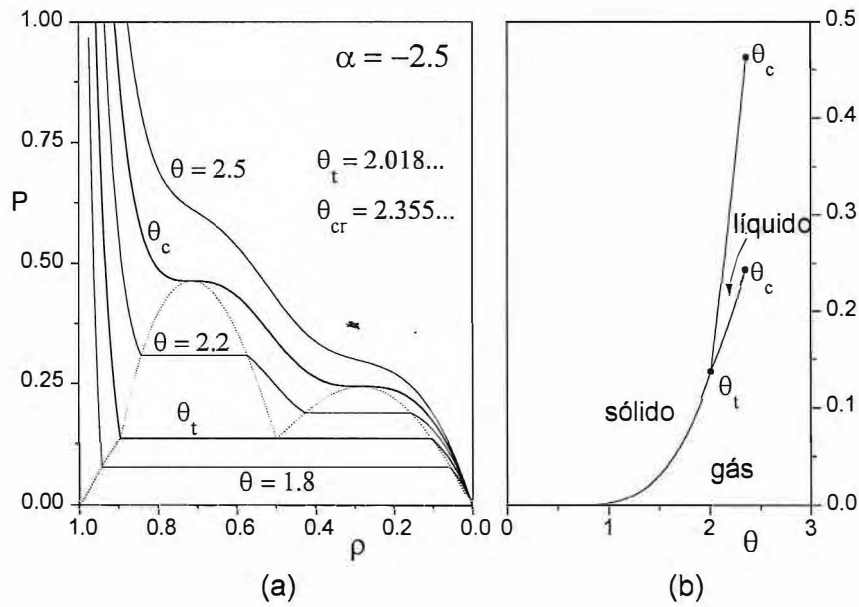 1.00
0.75
P
0.50
0.25
0.00
1.0
0.8
0.6
0.4
0.2
0.0
ρ
α = −2.5
θ = 2.5
θt = 2.018...
θcr = 2.355...
θc
θ = 2.2
θt
θ = 1.8
(a)
0.5
0.4
0.3
0.2
0.1
0.0
θc
líquido
θc
θt
sólido
gás
0
1
2
3
θ
(b)